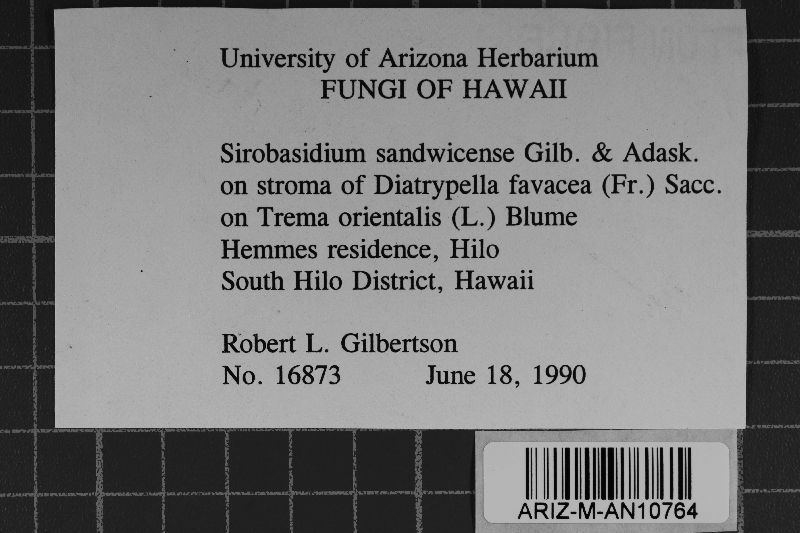 University of Arizona Herbarium
FUNGI OF HAWAII
Sirobasidium sandwicense Gilb. & Adask.
on stroma of Diatrypella favacea (Fr.) Sacc.
on Trema orientalis (L.) Blume
Hemmes residence, Hilo
South Hilo District, Hawaii
Robert L. Gilbertson
No. 16873 June 18, 1990
ARIZ-M-AN10764